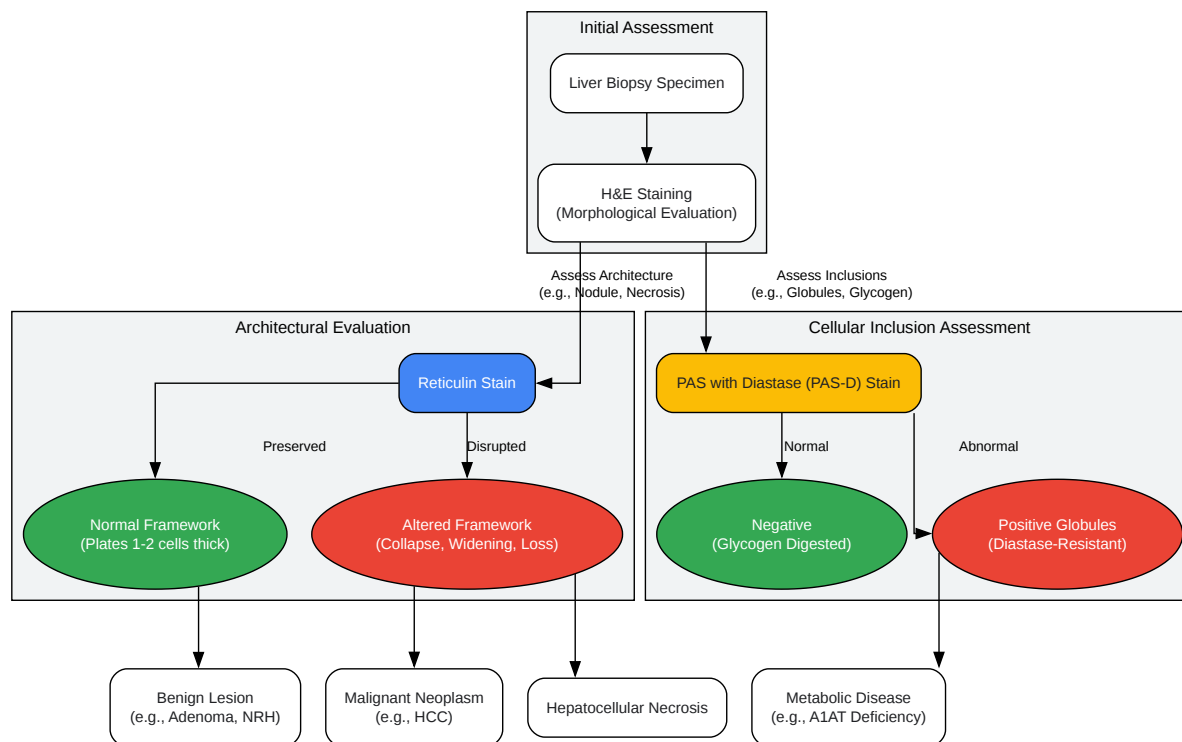 Initial Assessment
Liver Biopsy Specimen
H&E Staining
(Morphological Evaluation)
Assess Architecture
(e.g., Nodule, Necrosis)
Assess Inclusions
(e.g., Globules, Glycogen)
Architectural Evaluation
Cellular Inclusion Assessment
Reticulin Stain
PAS with Diastase (PAS-D) Stain
Preserved
Disrupted
Normal
Abnormal
Normal Framework
(Plates 1-2 cells thick)
Altered Framework
(Collapse, Widening, Loss)
Negative
(Glycogen Digested)
Positive Globules
(Diastase-Resistant)
Benign Lesion
(e.g., Adenoma, NRH)
Malignant Neoplasm
(e.g., HCC)
Hepatocellular Necrosis
Metabolic Disease
(e.g., A1AT Deficiency)